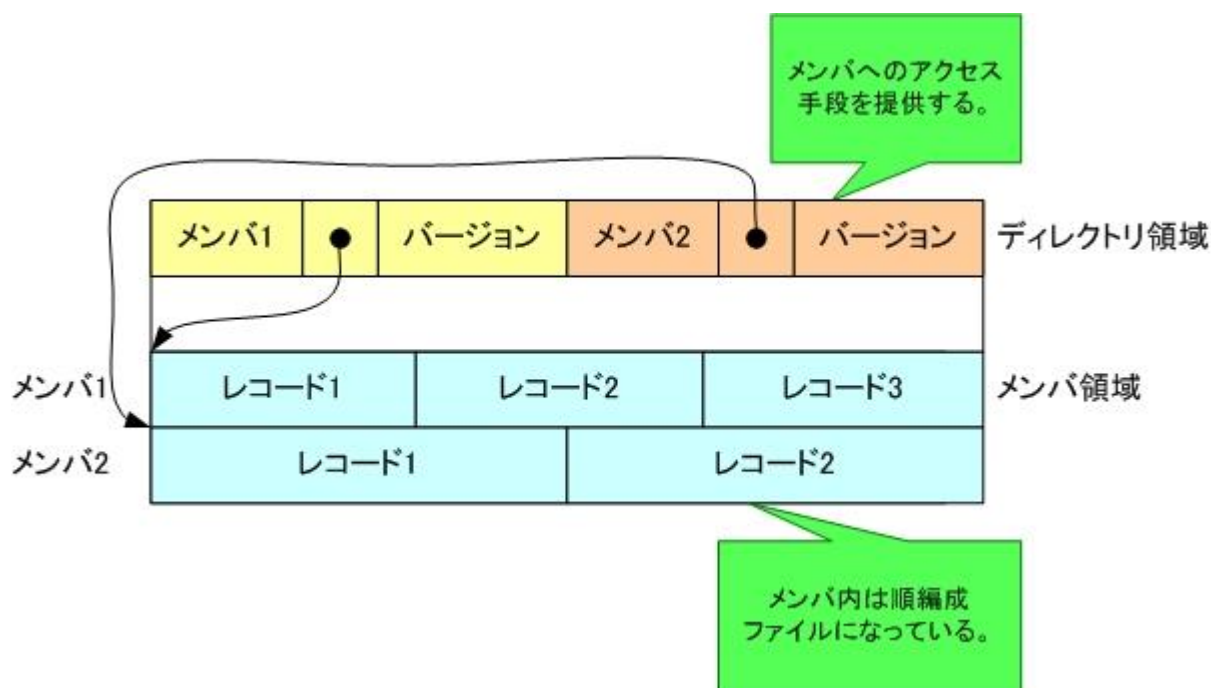 メンバへのアクセス
手段を提供する。
メンバ1 バージョン メンバ2 バージョン ディレクトリ領域
メンバ1 レコード1 レコード2 レコード3 メンバ領域
メンバ2 レコード1 レコード2
メンバ内は順編成
ファイルになっている。